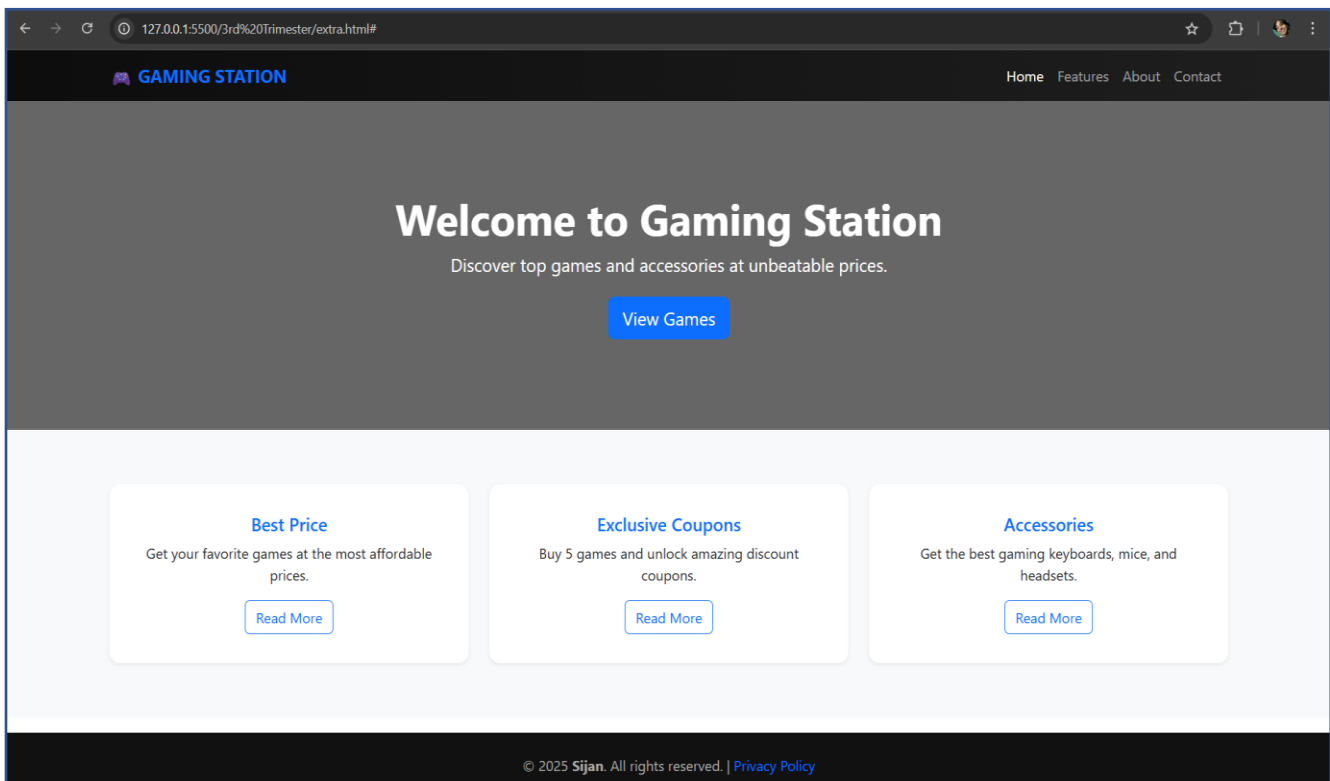 127.0.0.1:5500/3rd%20Trimester/extra.html#
GAMING STATION
Home Features About Contact
Welcome to Gaming Station
Discover top games and accessories at unbeatable prices.
View Games
Best Price
Get your favorite games at the most affordable
prices.
Read More
Exclusive Coupons
Buy 5 games and unlock amazing discount
coupons.
Read More
Accessories
Get the best gaming keyboards, mice, and
headsets.
Read More
© 2025 Sijan. All rights reserved. | Privacy Policy